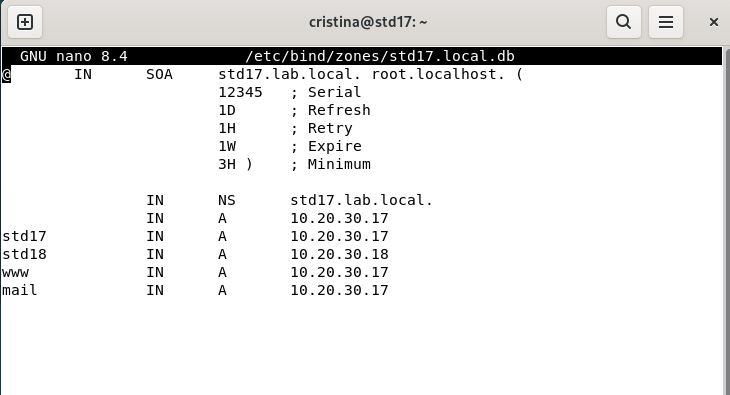 cristina@std17: ~
GNU nano 8.4 /etc/bind/zones/std17.local.db
@ IN SOA std17.lab.local. root.localhost. (
12345 ; Serial
1D ; Refresh
1H ; Retry
1W ; Expire
3H ) ; Minimum
IN NS std17.lab.local.
IN A 10.20.30.17
std17 IN A 10.20.30.17
std18 IN A 10.20.30.18
www IN A 10.20.30.17
mail IN A 10.20.30.17